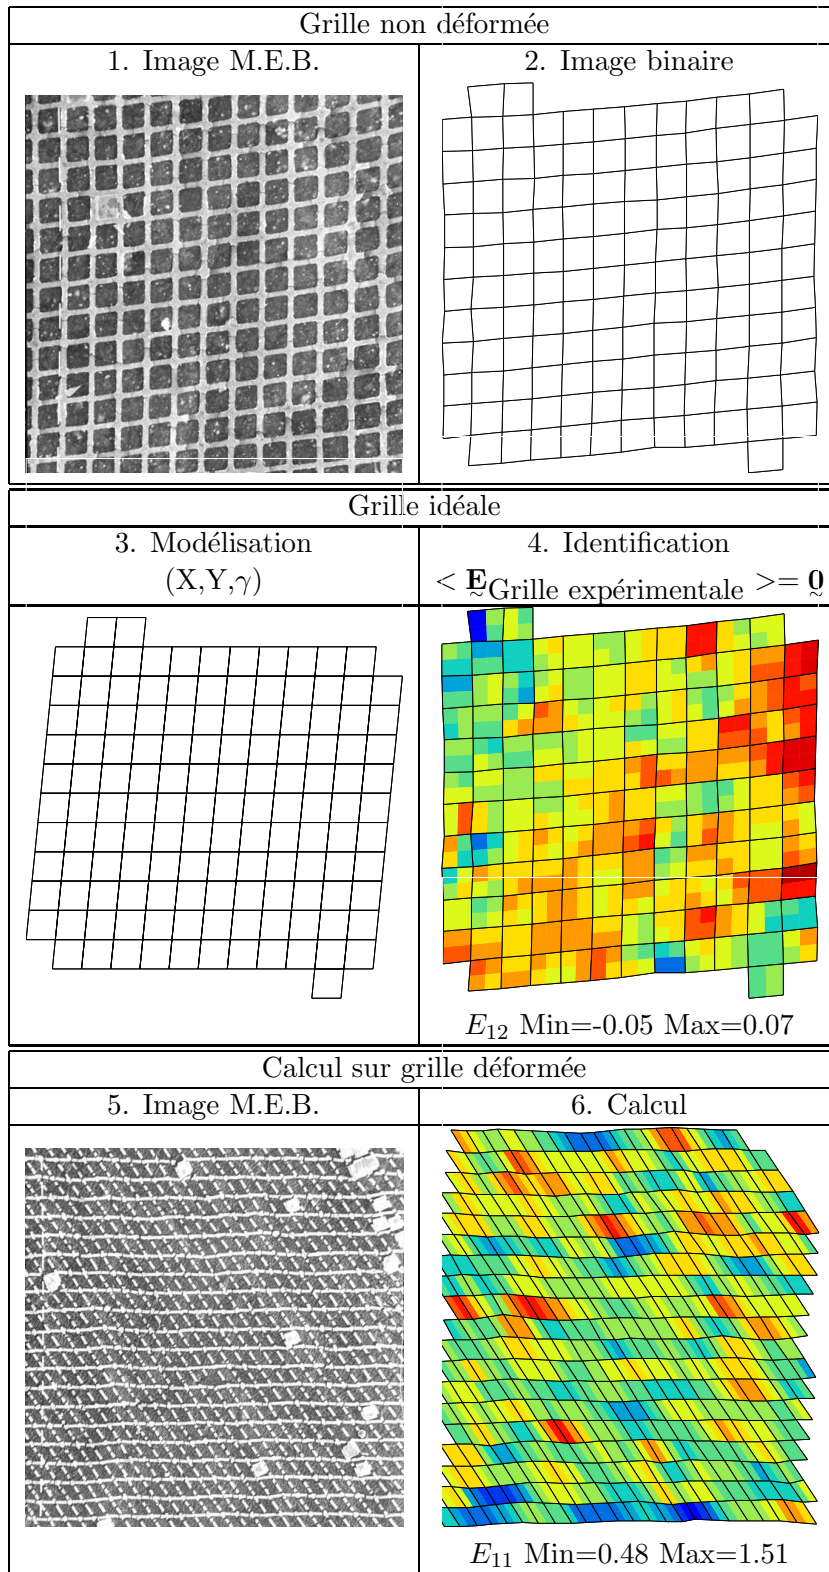 Grille non déformée
1. Image M.E.B.
2. Image binaire
Grille idéale
3. Modélisation
(X,Y,γ)
4. Identification
< E Grille expérimentale >= 0
E12 Min=-0.05 Max=0.07
Calcul sur grille déformée
5. Image M.E.B.
6. Calcul
E11 Min=0.48 Max=1.51